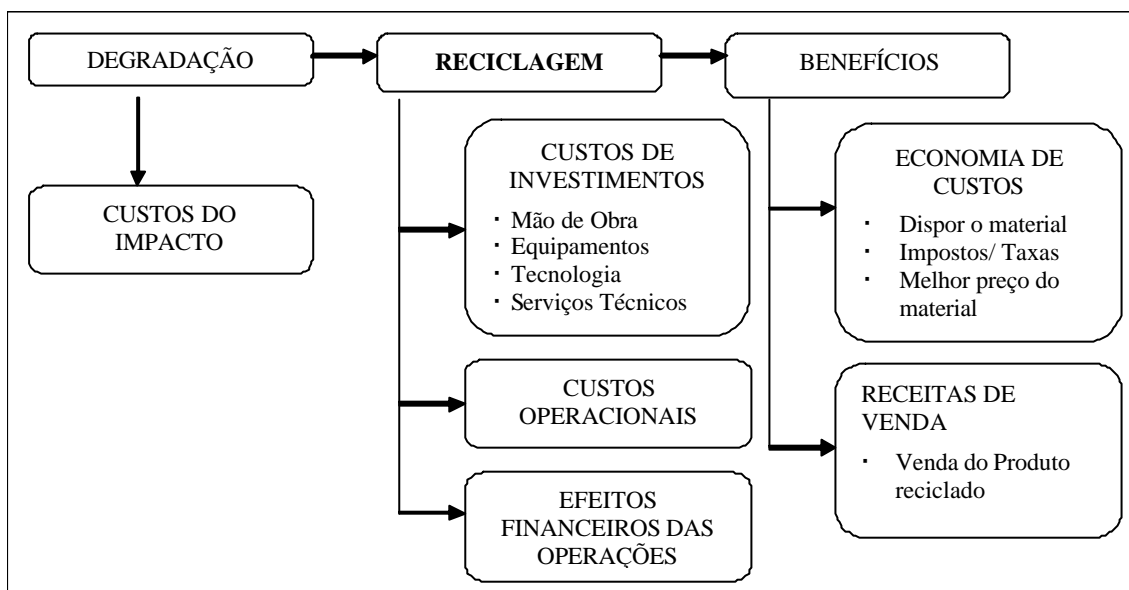 DEGRADAÇÃO
RECICLAGEM
BENEFÍCIOS
CUSTOS DO
IMPACTO
CUSTOS DE
INVESTIMENTOS
· Mão de Obra
· Equipamentos
· Tecnologia
· Serviços Técnicos
CUSTOS
OPERACIONAIS
EFEITOS
FINANCEIROS DAS
OPERAÇÕES
ECONOMIA DE
CUSTOS
· Dispor o material
· Impostos/ Taxas
· Melhor preço do
material
RECEITAS DE
VENDA
· Venda do Produto
reciclado